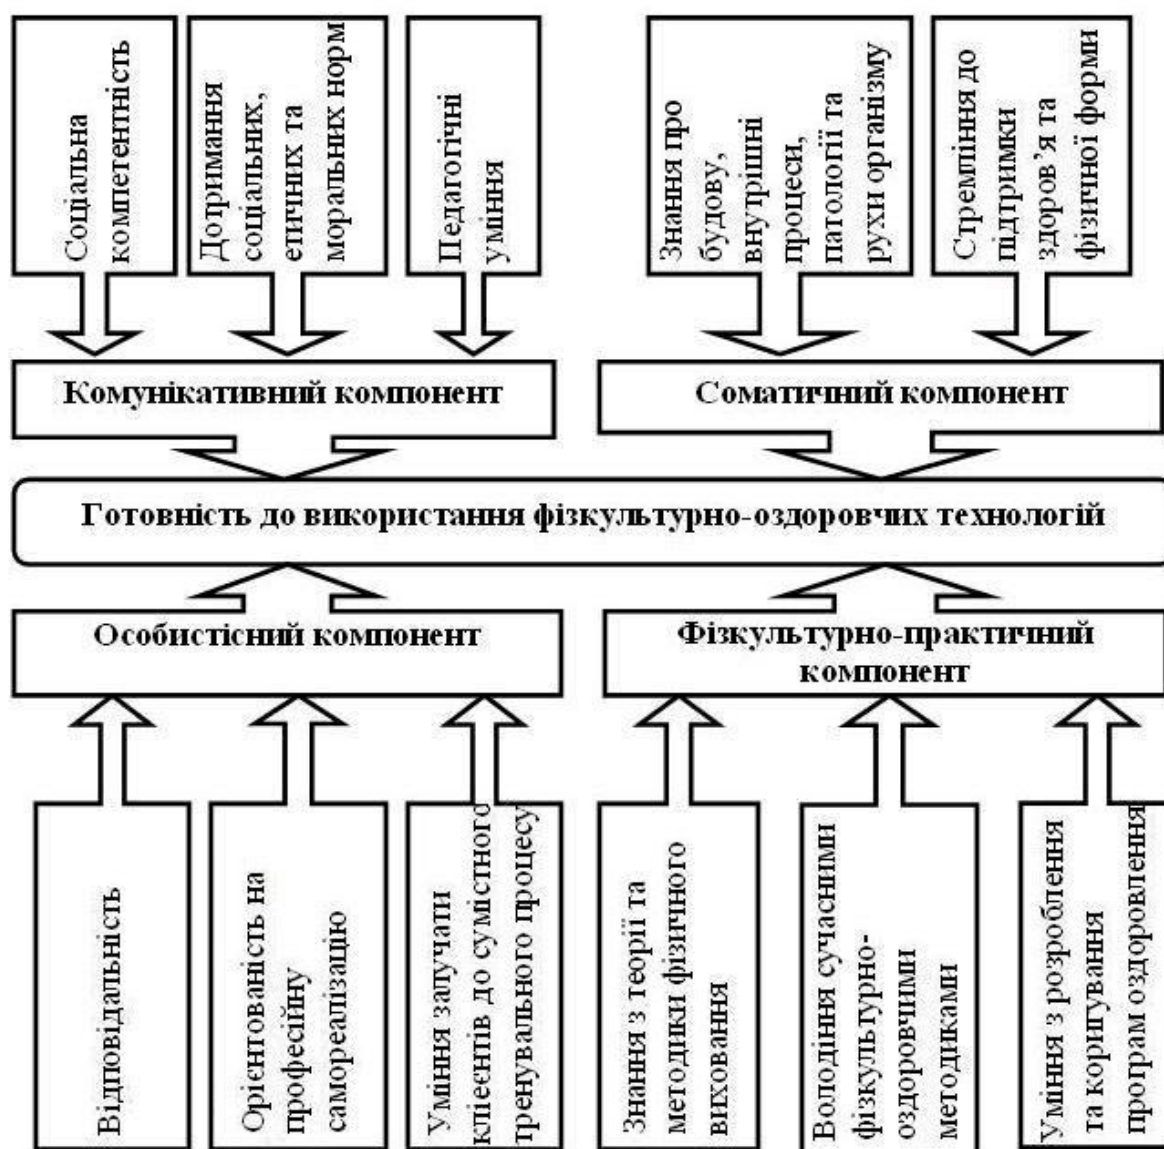 Соціальна
компетентність
Дотримання
соціальних,
етичних та
моральних норм
Педагогічні
уміння
Знання про
будову,
внутрішні
процеси,
патології та
рухи організму
Стремління до
підтримки
здоров’я та
фізичної форми
Комунікативний компонент
Соматичний компонент
Готовність до використання фізкультурно-оздоровчих технологій
Особистісний компонент
Фізкультурно-практичний
компонент
Відповідальність
Орієнтованість на
професійну
самореалізацію
Уміння залучати
клієєнтів до сумістного
тренувального процесу
Знання з теорії та
методики фізичного
виховання
Володіння сучасними
фізкультурно-
оздоровчими
методиками
Уміння з розроблення
та коригування
програм оздоровлення